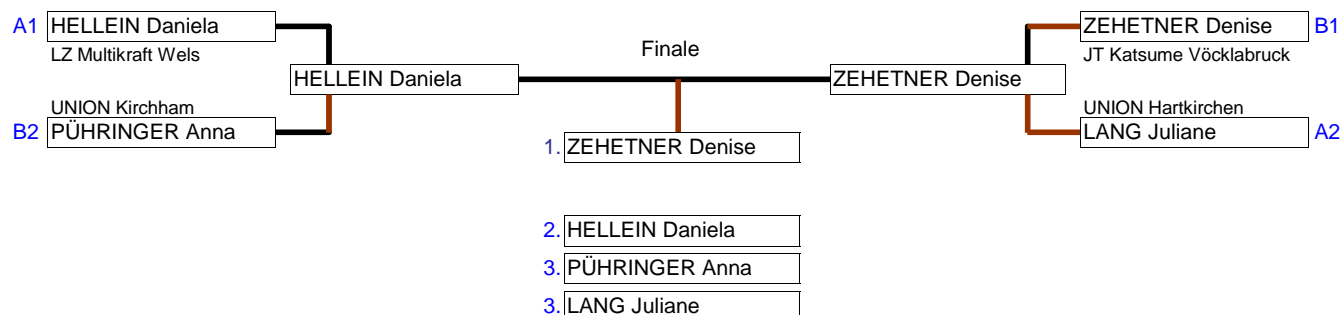 A1 HELLEIN Daniela
LZ Multikraft Wels
ZEHETNER Denise B1
JT Katsume Vöcklabruck
Finale
HELLEIN Daniela
ZEHETNER Denise
UNION Kirchham
B2 PÜHRINGER Anna
UNION Hartkirchen
LANG Juliane A2
1. ZEHETNER Denise
2. HELLEIN Daniela
3. PÜHRINGER Anna
3. LANG Juliane